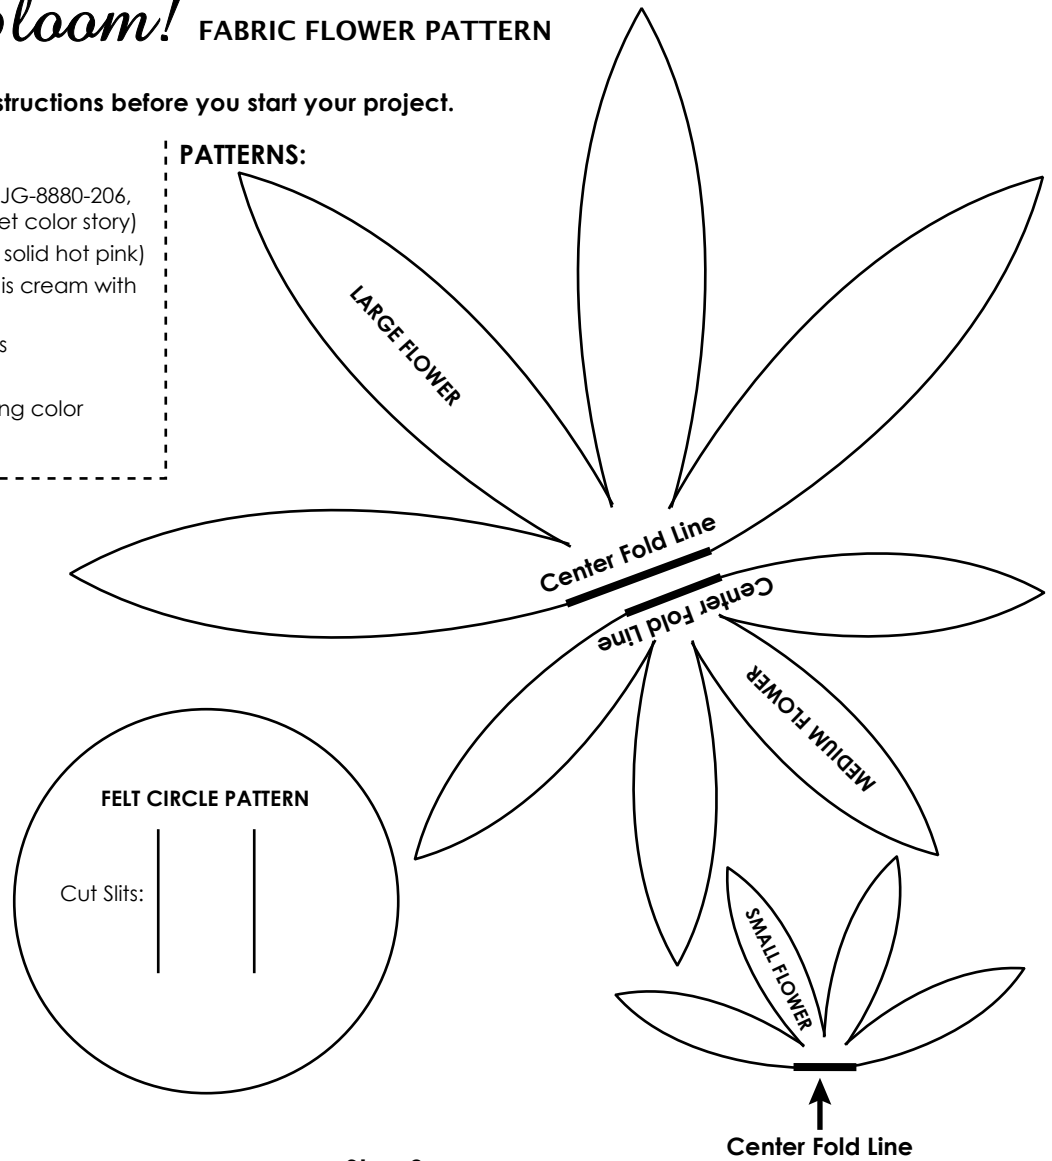 bloom! FABRIC FLOWER PATTERN
structions before you start your project.
PATTERNS:
JG-8880-206,
et color story)
solid hot pink)
is cream with
s
ng color
LARGE FLOWER
Center Fold Line
Center Fold Line
MEDIUM FLOWER
FELT CIRCLE PATTERN
Cut Slits:
SMALL FLOWER
Center Fold Line